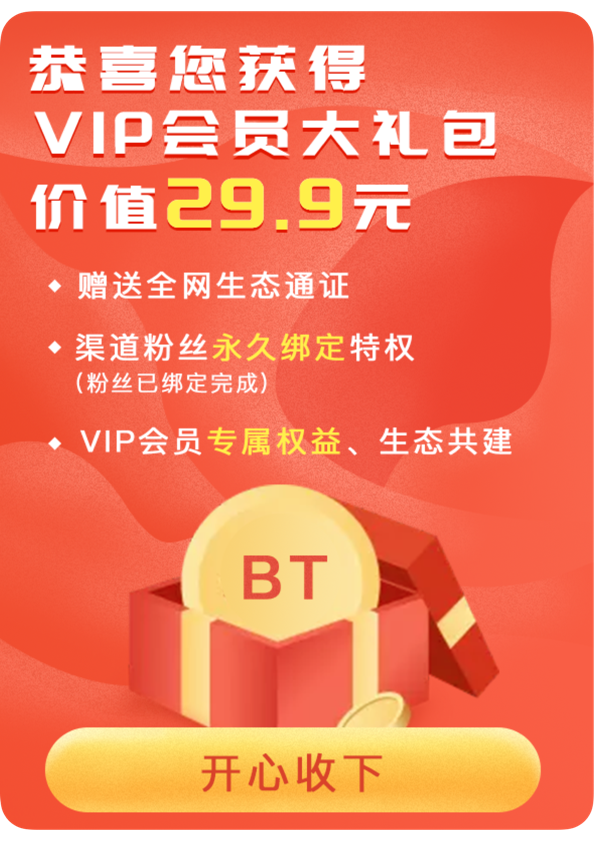 恭喜您获得
VIP会员大礼包
价值29.9元
赠送全网生态通证
渠道粉丝永久绑定特权
（粉丝已绑定完成）
VIP会员专属权益、生态共建
BT
开心收下